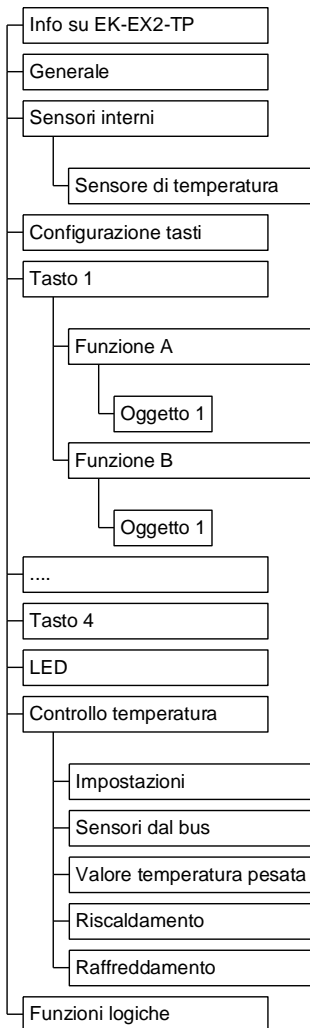 Info su EK-EX2-TP
Generale
Sensori interni
Sensore di temperatura
Configurazione tasti
Tasto 1
Funzione A
Oggetto 1
Funzione B
Oggetto 1
....
Tasto 4
LED
Controllo temperatura
Impostazioni
Sensori dal bus
Valore temperatura pesata
Riscaldamento
Raffreddamento
Funzioni logiche